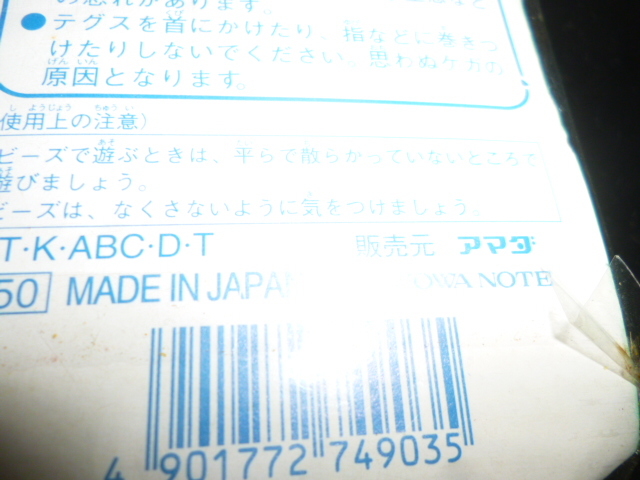 の恐れがあります。
●テグスを首にかけたり、指などに巻きつ
けたりしないでください。思わぬケガの
原因となります。
使用上の注意)
ビーズで遊ぶときは、平らで散らかっていないところで
遊びましょう。
ビーズは、なくさないように気をつけましょう。
T・K・ABC・D・T 販売元 アマダ
50 MADE IN JAPAN OWA NOTE
4 901772 749035